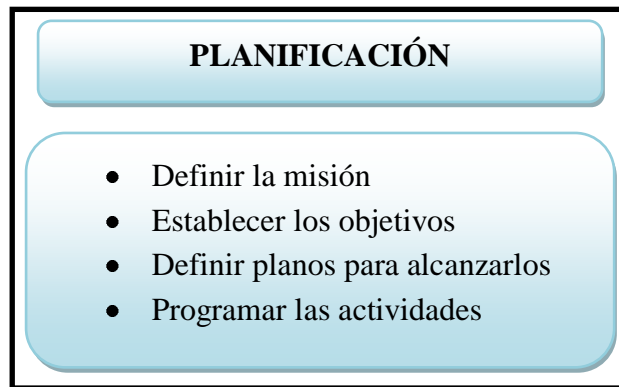 PLANIFICACIÓN
• Definir la misión
• Establecer los objetivos
• Definir planos para alcanzarlos
• Programar las actividades